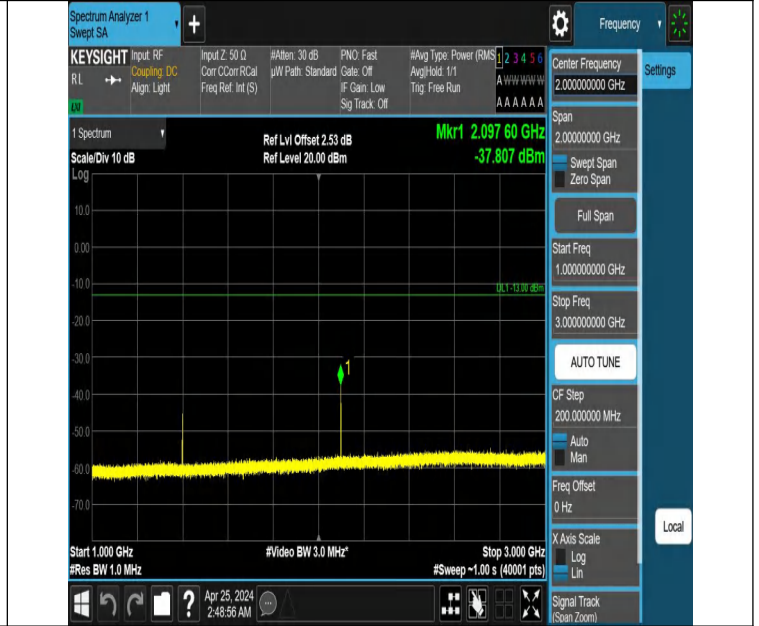 Spectrum Analyzer 1
Swept SA
+
Frequency
KEYSIGHT
RL
Input: RF
Coupling: DC
Align: Light
Input Z: 50 Ω
Corr CCorr RCal
Freq Ref: Int (S)
#Atten: 30 dB
µW Path: Standard
PNO: Fast
Gate: Off
IF Gain: Low
Sig Track: Off
#Avg Type: Power (RMS
Avg|Hold: 1/1
Trig: Free Run
1 2 3 4 5 6
A W W W W W
A A A A A A
1 Spectrum
Scale/Div 10 dB
Ref Lvl Offset 2.53 dB
Ref Level 20.00 dBm
Mkr1 2.097 60 GHz
-37.807 dBm
Log
10.0
0.00
-10.0
DL1 -13.00 dBm
-20.0
-30.0
1
-40.0
-50.0
-60.0
-70.0
Start 1.000 GHz
#Res BW 1.0 MHz
#Video BW 3.0 MHz*
Stop 3.000 GHz
#Sweep ~1.00 s (40001 pts)
Center Frequency
2.000000000 GHz
Settings
Span
2.00000000 GHz
Swept Span
Zero Span
Full Span
Start Freq
1.000000000 GHz
Stop Freq
3.000000000 GHz
AUTO TUNE
CF Step
200.000000 MHz
Auto
Man
Freq Offset
0 Hz
X Axis Scale
Log
Lin
Local
Signal Track
(Span Zoom)
?
Apr 25, 2024
2:48:56 AM